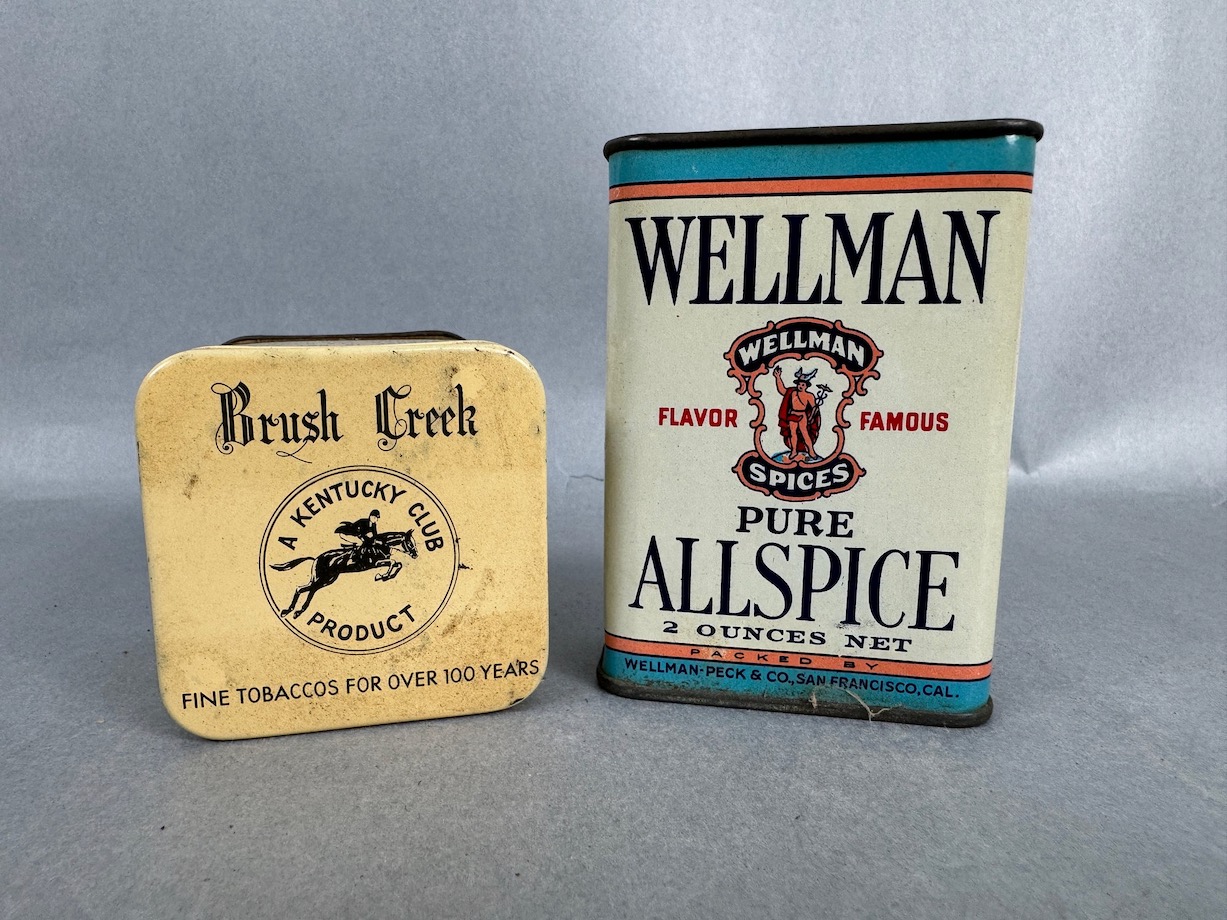 Brush Creek
A KENTUCKY CLUB
PRODUCT
FINE TOBACCOS FOR OVER 100 YEARS
WELLMAN
WELLMAN
FLAVOR FAMOUS
SPICES
PURE
ALLSPICE
2 OUNCES NET
PACKED BY
WELLMAN-PECK & CO., SAN FRANCISCO, CAL.